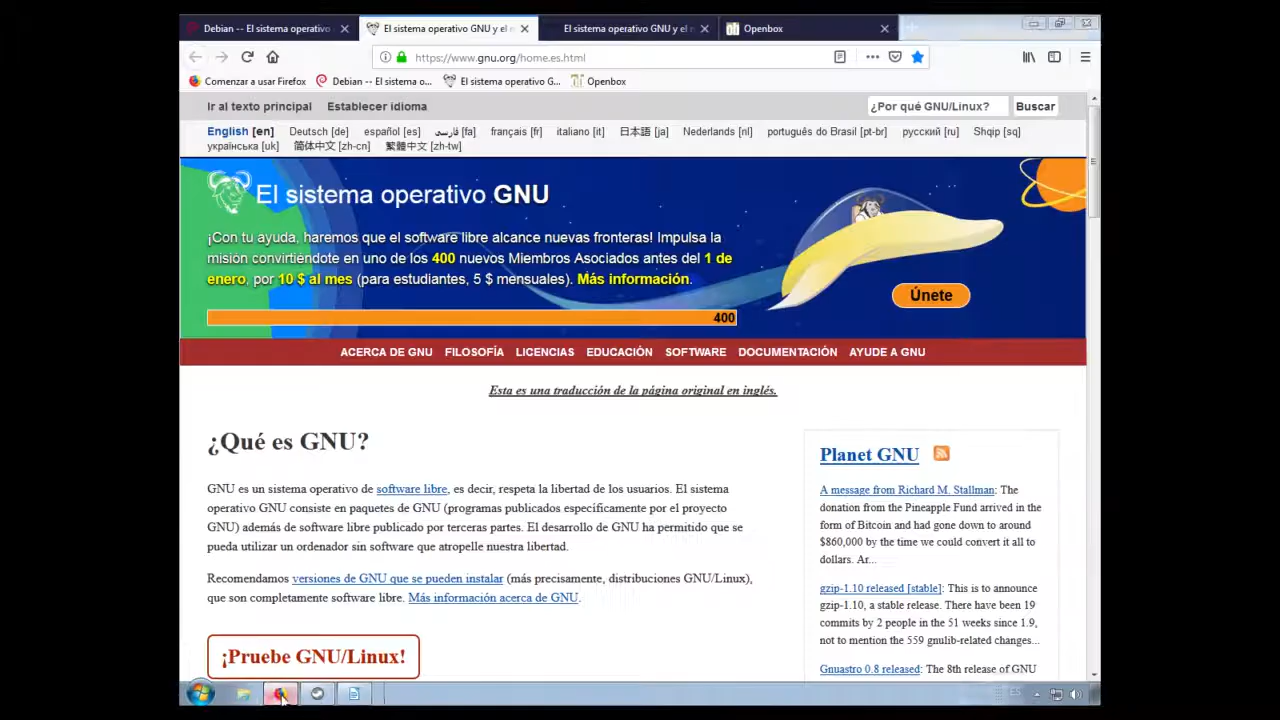 Debian -- El sistema operativo
El sistema operativo GNU y el m
El sistema operativo GNU y el m
Openbox
https://www.gnu.org/home.es.html
Comenzar a usar Firefox
Debian -- El sistema o...
El sistema operativo G...
Openbox
Ir al texto principal
Establecer idioma
¿Por qué GNU/Linux?
Buscar
English [en] Deutsch [de] español [es] فارسی [fa] français [fr] italiano [it] 日本語 [ja] Nederlands [nl] português do Brasil [pt-br] русский [ru] Shqip [sq]
українська [uk] 简体中文 [zh-cn] 繁體中文 [zh-tw]
El sistema operativo GNU
¡Con tu ayuda, haremos que el software libre alcance nuevas fronteras! Impulsa la
misión convirtiéndote en uno de los 400 nuevos Miembros Asociados antes del 1 de
enero, por 10 $ al mes (para estudiantes, 5 $ mensuales). Más información.
Únete
400
ACERCA DE GNU FILOSOFÍA LICENCIAS EDUCACIÓN SOFTWARE DOCUMENTACIÓN AYUDE A GNU
Esta es una traducción de la página original en inglés.
¿Qué es GNU?
GNU es un sistema operativo de software libre, es decir, respeta la libertad de los usuarios. El sistema
operativo GNU consiste en paquetes de GNU (programas publicados específicamente por el proyecto
GNU) además de software libre publicado por terceras partes. El desarrollo de GNU ha permitido que se
pueda utilizar un ordenador sin software que atropelle nuestra libertad.
Recomendamos versiones de GNU que se pueden instalar (más precisamente, distribuciones GNU/Linux),
que son completamente software libre. Más información acerca de GNU.
¡Pruebe GNU/Linux!
Planet GNU
A message from Richard M. Stallman: The
donation from the Pineapple Fund arrived in the
form of Bitcoin and had gone down to around
$860,000 by the time we could convert it all to
dollars. Ar...
gzip-1.10 released [stable]: This is to announce
gzip-1.10, a stable release. There have been 19
commits by 2 people in the 51 weeks since 1.9,
not to mention the 559 gnulib-related changes...
Gnuastro 0.8 released: The 8th release of GNU
ES